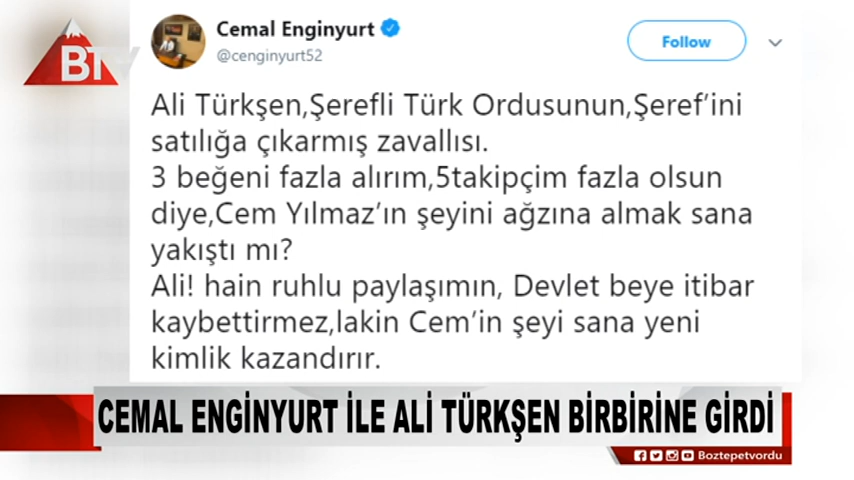 BTV
Cemal Enginyurt
@cenginyurt52
Follow
Ali Türkşen,Şerefli Türk Ordusunun,Şeref’ini
satılığa çıkarmış zavallısı.
3 beğeni fazla alırım,5takipçim fazla olsun
diye,Cem Yılmaz’ın şeyini ağzına almak sana
yakıştı mı?
Ali! hain ruhlu paylaşımın, Devlet beye itibar
kaybettirmez,lakin Cem’in şeyi sana yeni
kimlik kazandırır.
CEMAL ENGİNYURT İLE ALİ TÜRKŞEN BİRBİRİNE GİRDİ
Boztepetvordu